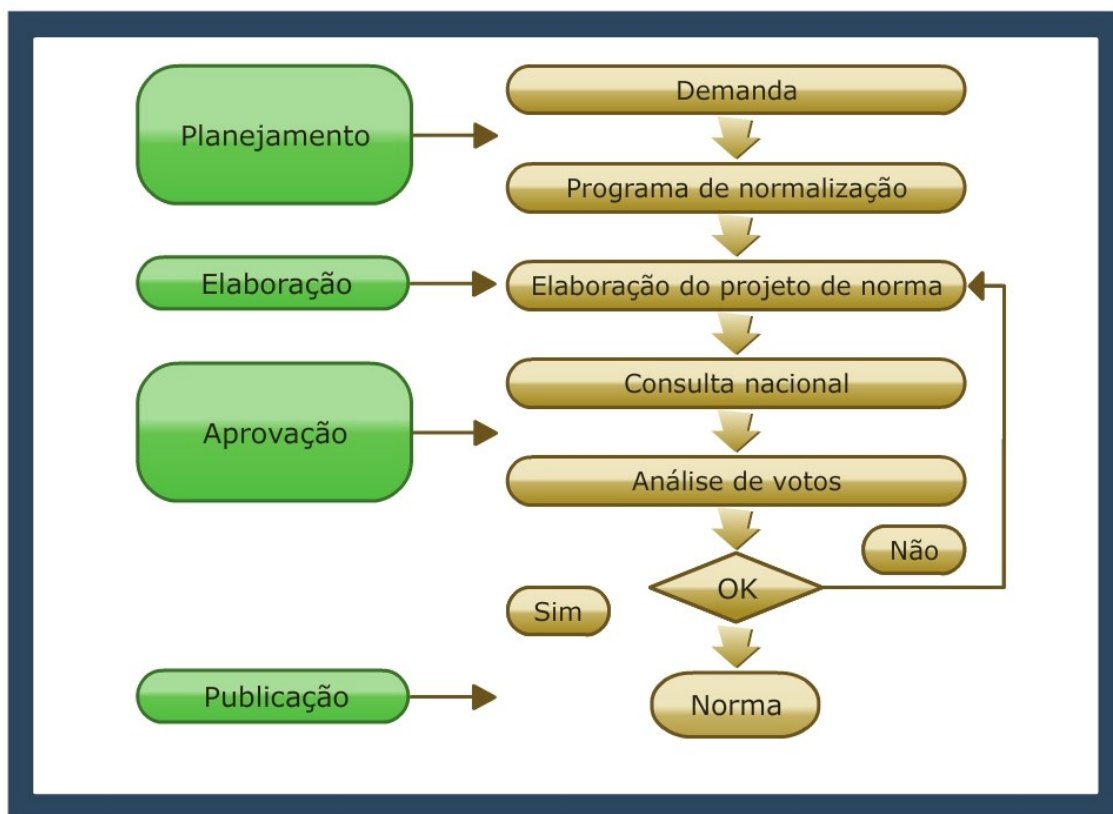 Planejamento
Demanda
Programa de normalização
Elaboração
Elaboração do projeto de norma
Aprovação
Consulta nacional
Análise de votos
Não
OK
Sim
Publicação
Norma